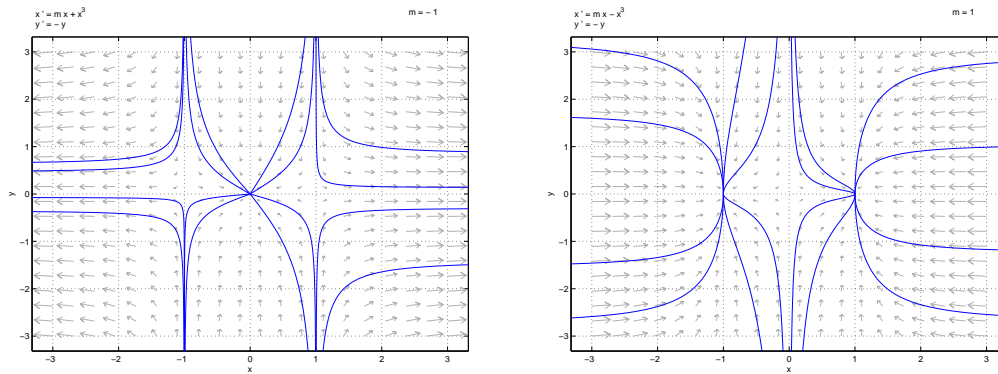 x ' = m x + x³
y ' = − y
m = − 1
3
2
1
0
−1
−2
−3
y
−3 −2 −1 0 1 2 3
x
x ' = m x − x³
y ' = − y
m = 1
3
2
1
0
−1
−2
−3
y
−3 −2 −1 0 1 2 3
x